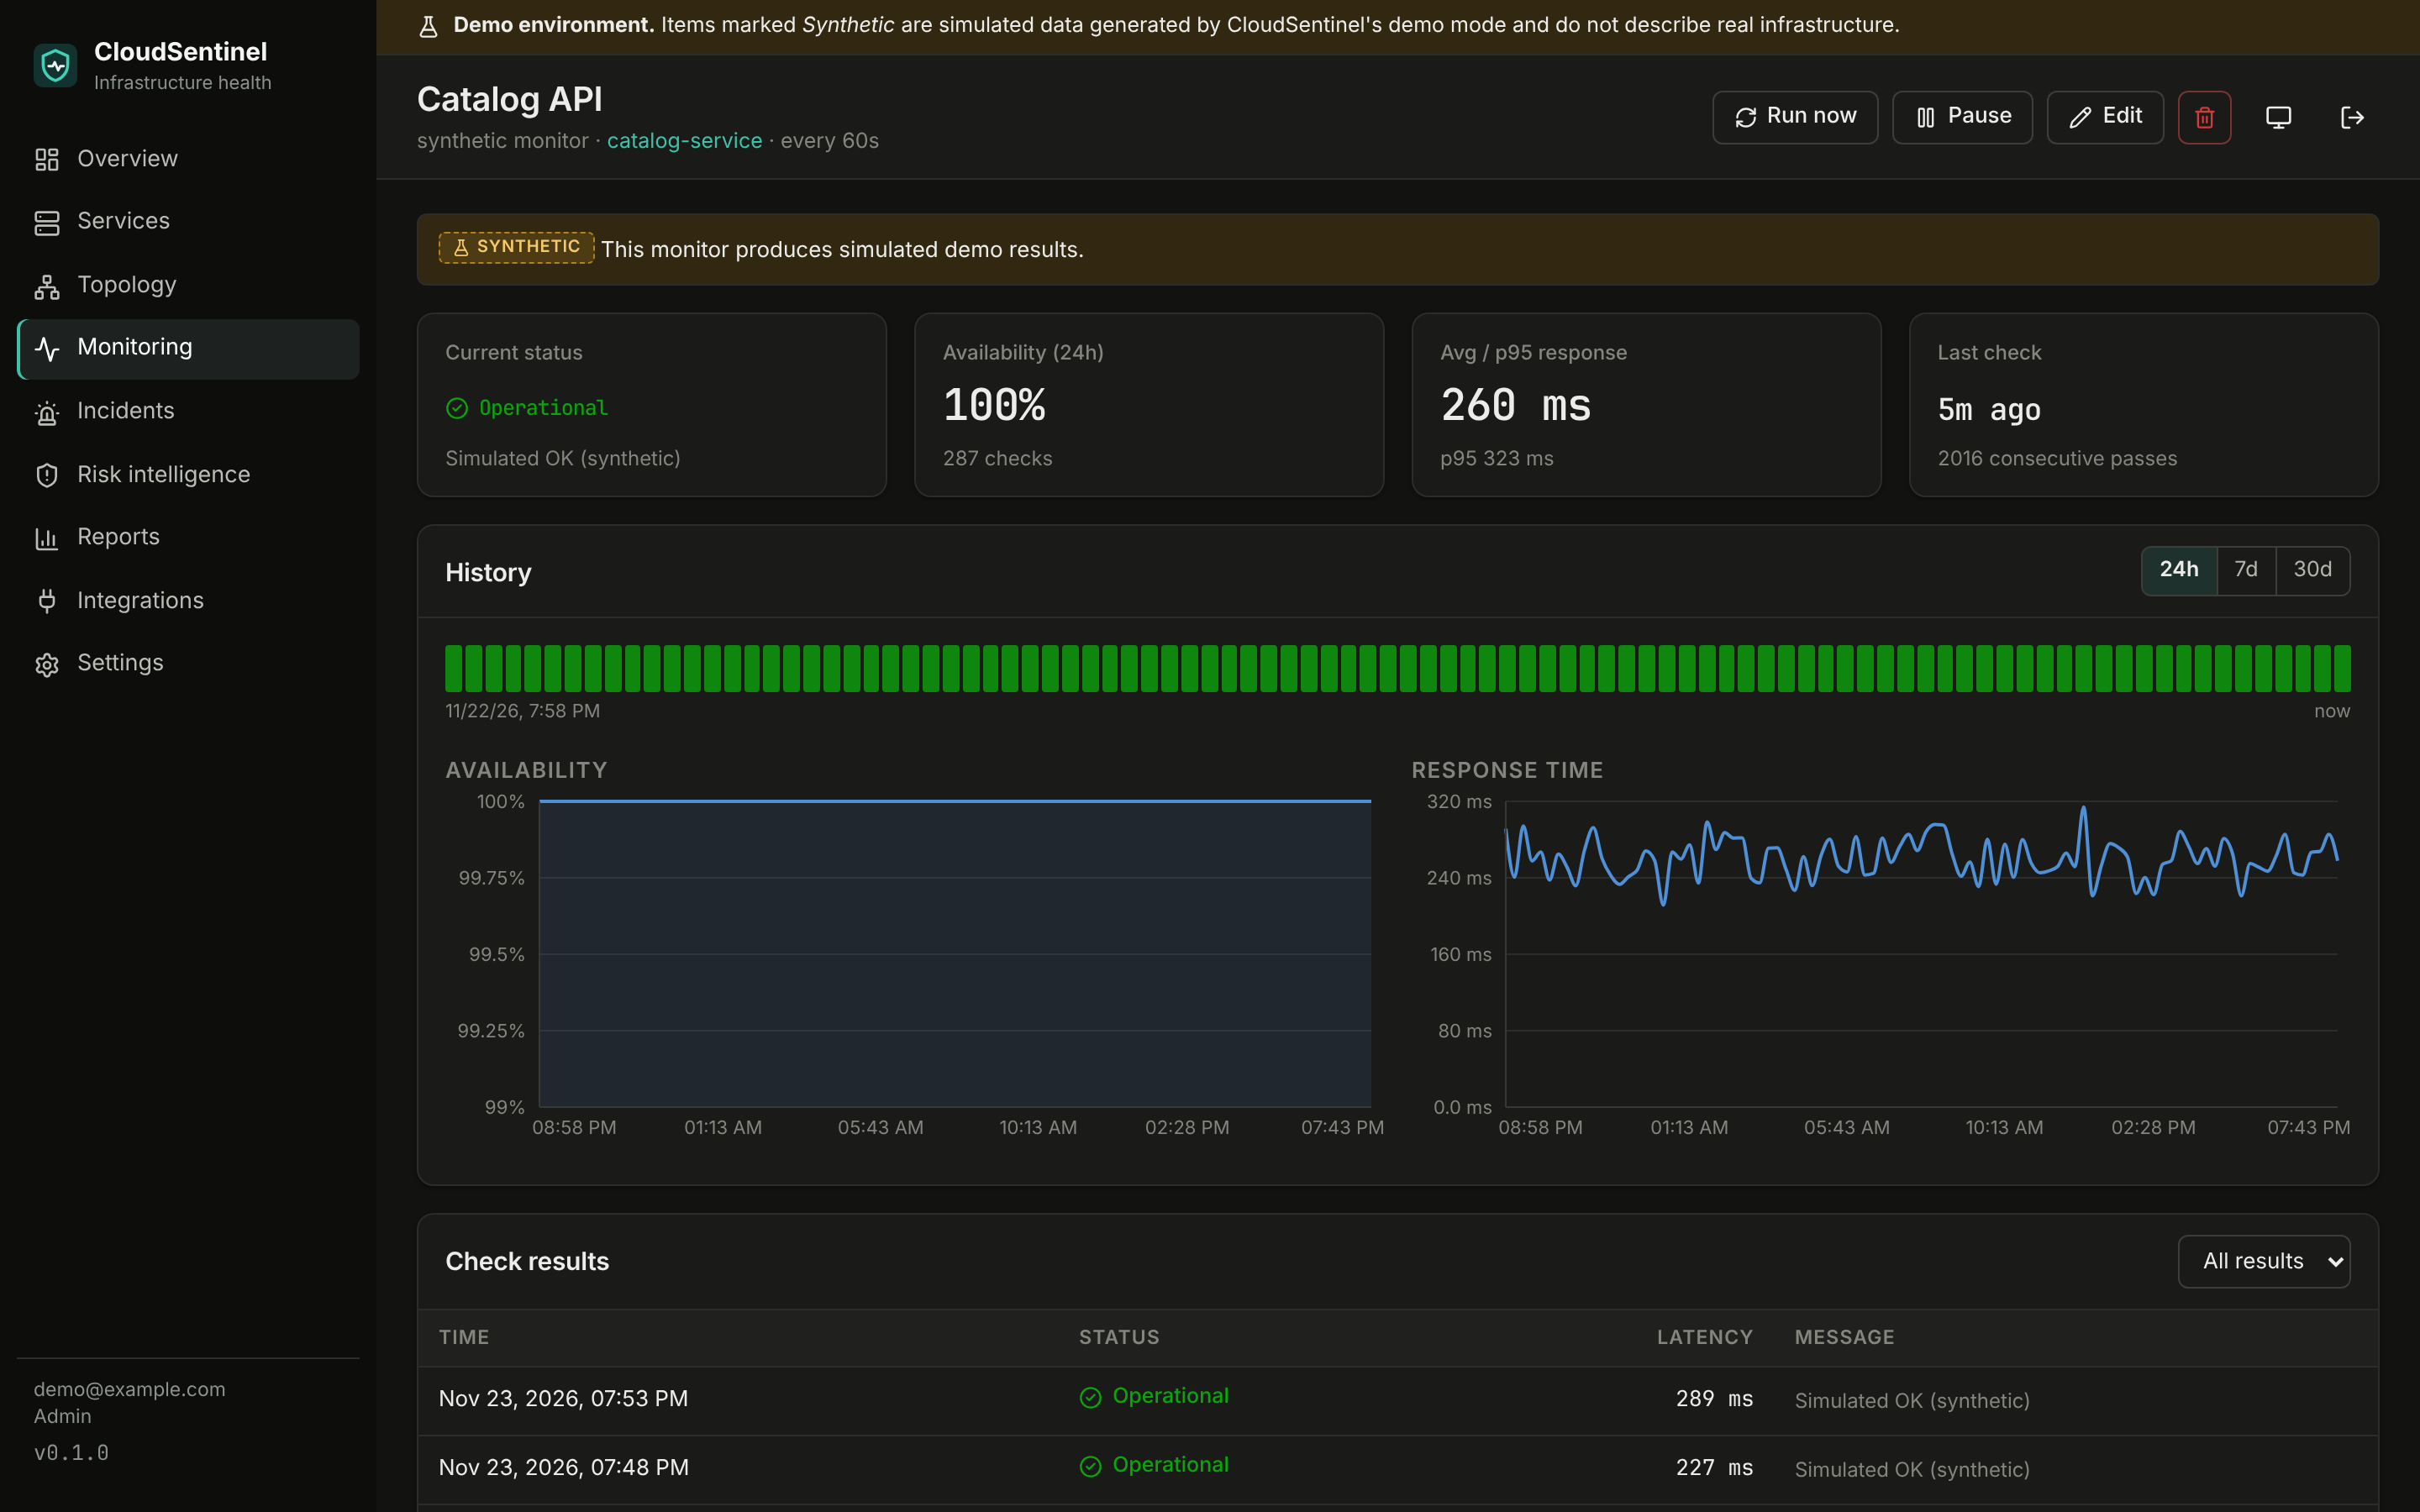 CloudSentinel
Infrastructure health
Overview
Services
Topology
Monitoring
Incidents
Risk intelligence
Reports
Integrations
Settings
demo@example.com
Admin
v0.1.0
Demo environment. Items marked Synthetic are simulated data generated by CloudSentinel's demo mode and do not describe real infrastructure.
Catalog API
synthetic monitor · catalog-service · every 60s
Run now
Pause
Edit
SYNTHETIC This monitor produces simulated demo results.
Current status
Operational
Simulated OK (synthetic)
Availability (24h)
100%
287 checks
Avg / p95 response
260 ms
p95 323 ms
Last check
5m ago
2016 consecutive passes
History
24h 7d 30d
11/22/26, 7:58 PM
now
AVAILABILITY
100%
99.75%
99.5%
99.25%
99%
08:58 PM 01:13 AM 05:43 AM 10:13 AM 02:28 PM 07:43 PM
RESPONSE TIME
320 ms
240 ms
160 ms
80 ms
0.0 ms
08:58 PM 01:13 AM 05:43 AM 10:13 AM 02:28 PM 07:43 PM
Check results
All results
TIME STATUS LATENCY MESSAGE
Nov 23, 2026, 07:53 PM Operational 289 ms Simulated OK (synthetic)
Nov 23, 2026, 07:48 PM Operational 227 ms Simulated OK (synthetic)